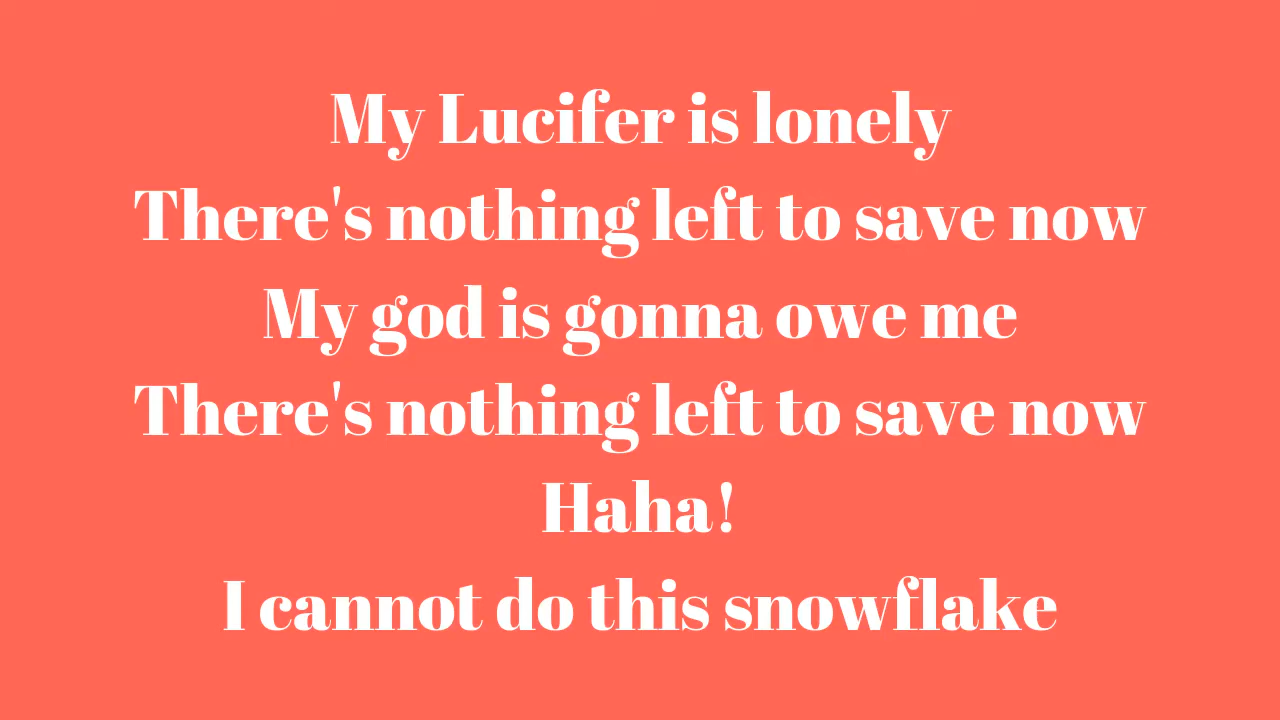 My Lucifer is lonely
There's nothing left to save now
My god is gonna owe me
There's nothing left to save now
Haha!
I cannot do this snowflake